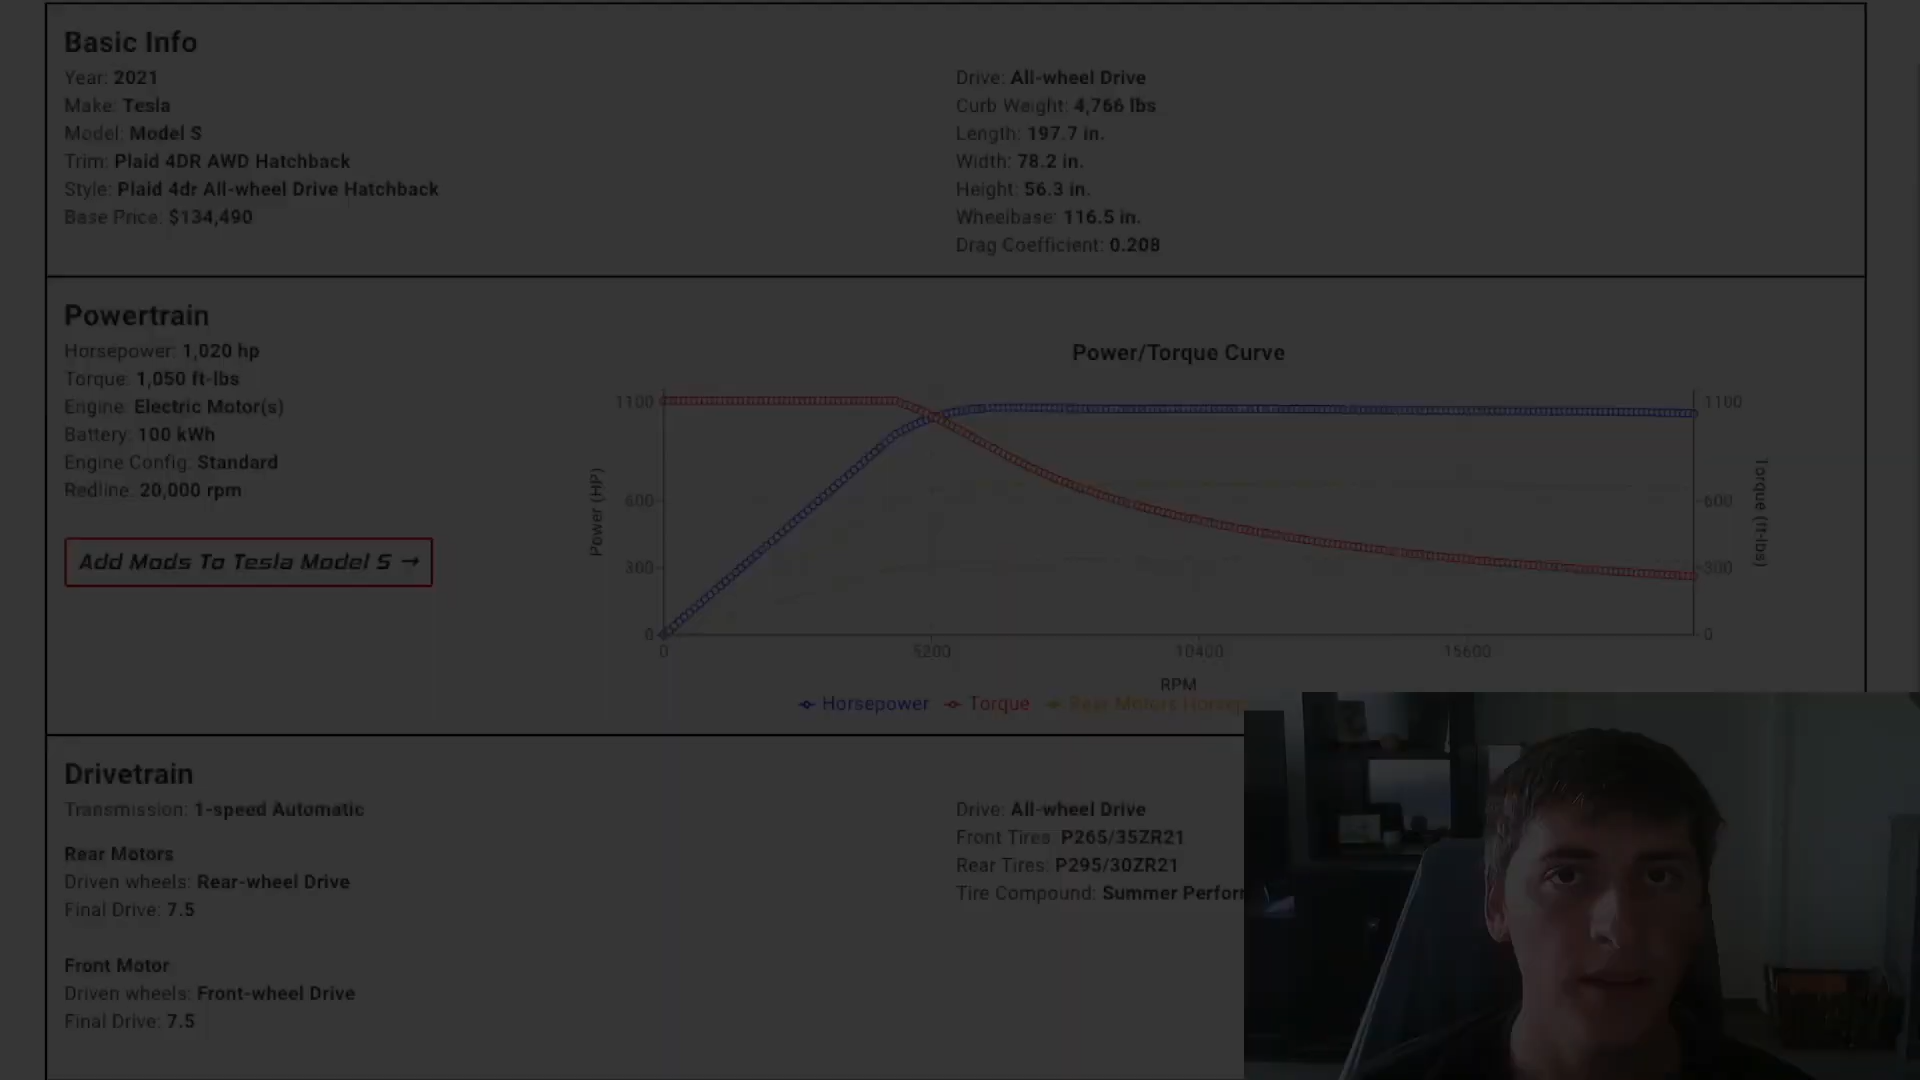 Basic Info
Year: 2021
Make: Tesla
Model: Model S
Trim: Plaid 4DR AWD Hatchback
Style: Plaid 4dr All-wheel Drive Hatchback
Base Price: $134,490
Drive: All-wheel Drive
Curb Weight: 4,766 lbs
Length: 197.7 in.
Width: 78.2 in.
Height: 56.3 in.
Wheelbase: 116.5 in.
Drag Coefficient: 0.208
Powertrain
Horsepower: 1,020 hp
Torque: 1,050 ft-lbs
Engine: Electric Motor(s)
Battery: 100 kWh
Engine Config: Standard
Redline: 20,000 rpm
Add Mods To Tesla Model S →
Power/Torque Curve
1100
600
300
0
Power (HP)
1100
600
300
0
Torque (ft-lbs)
0 5200 10400 15600
RPM
Horsepower Torque Rear Motors
Drivetrain
Transmission: 1-speed Automatic
Rear Motors
Driven wheels: Rear-wheel Drive
Final Drive: 7.5
Front Motor
Driven wheels: Front-wheel Drive
Final Drive: 7.5
Drive: All-wheel Drive
Front Tires: P265/35ZR21
Rear Tires: P295/30ZR21
Tire Compound: Summer Perfor